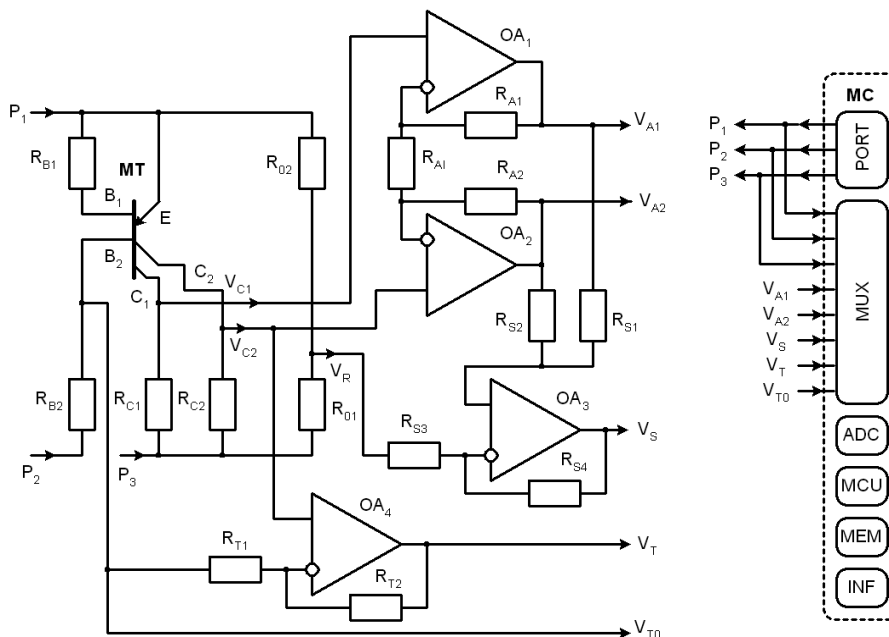 OA1
MC
P1
RA1
VA1
P1
PORT
RB1
MT
R02
RAI
P2
RA2
P3
B1
E
VA2
OA2
B2
C2
VC1
C1
VA1
MUX
VC2
RS2
RS1
VA2
VS
VR
VT
RB2
RC1
RC2
R01
OA3
VT0
RS3
VS
ADC
P2
P3
RS4
MCU
OA4
RT1
VT
MEM
RT2
INF
VT0